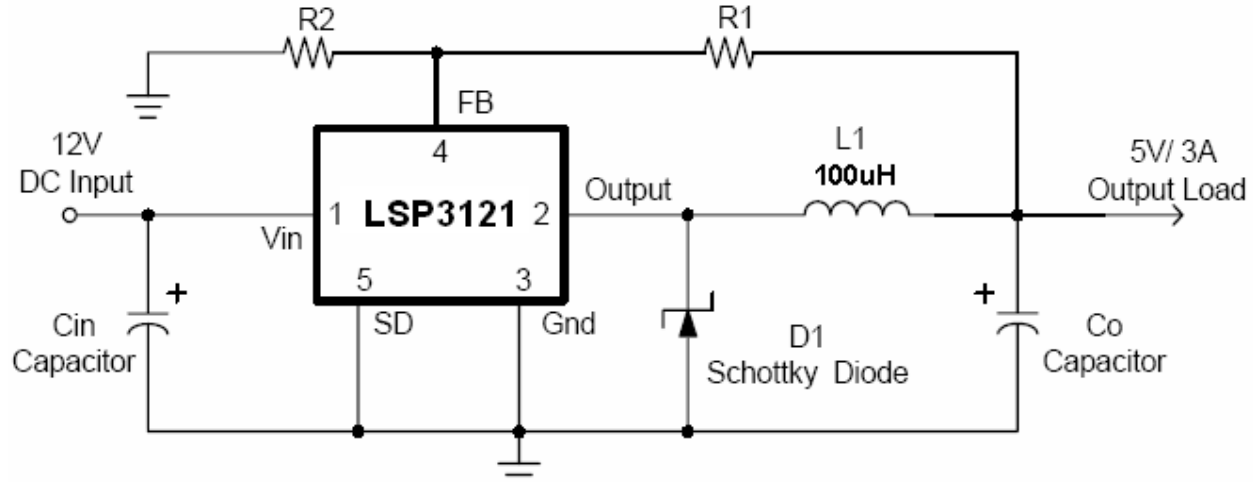 R2
R1
FB
12V
DC Input
4
L1
100uH
5V/ 3A
Output Load
Output
1
LSP3121
2
Vin
5
3
SD
Gnd
+
Cin
Capacitor
D1
Schottky Diode
+
Co
Capacitor